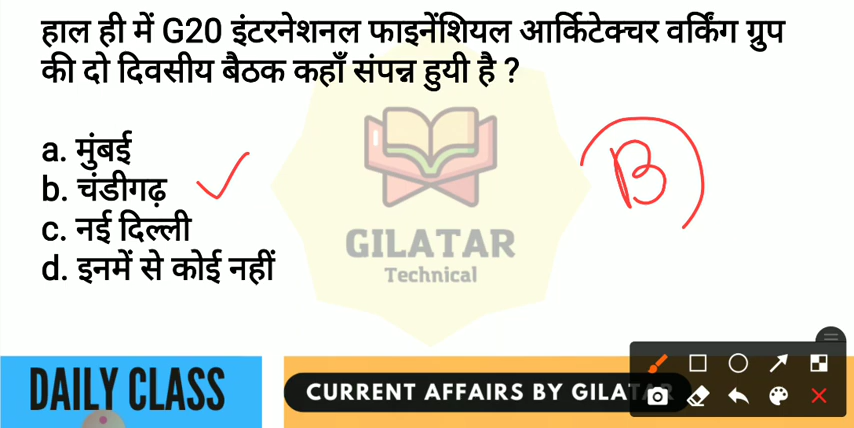 हाल ही में G20 इंटरनेशनल फाइनेंशियल आर्किटेक्चर वर्किंग ग्रुप
की दो दिवसीय बैठक कहाँ संपन्न हुयी है ?
a. मुंबई
b. चंडीगढ़
c. नई दिल्ली
d. इनमें से कोई नहीं
B
GILATAR
Technical
DAILY CLASS
CURRENT AFFAIRS BY GILATAR